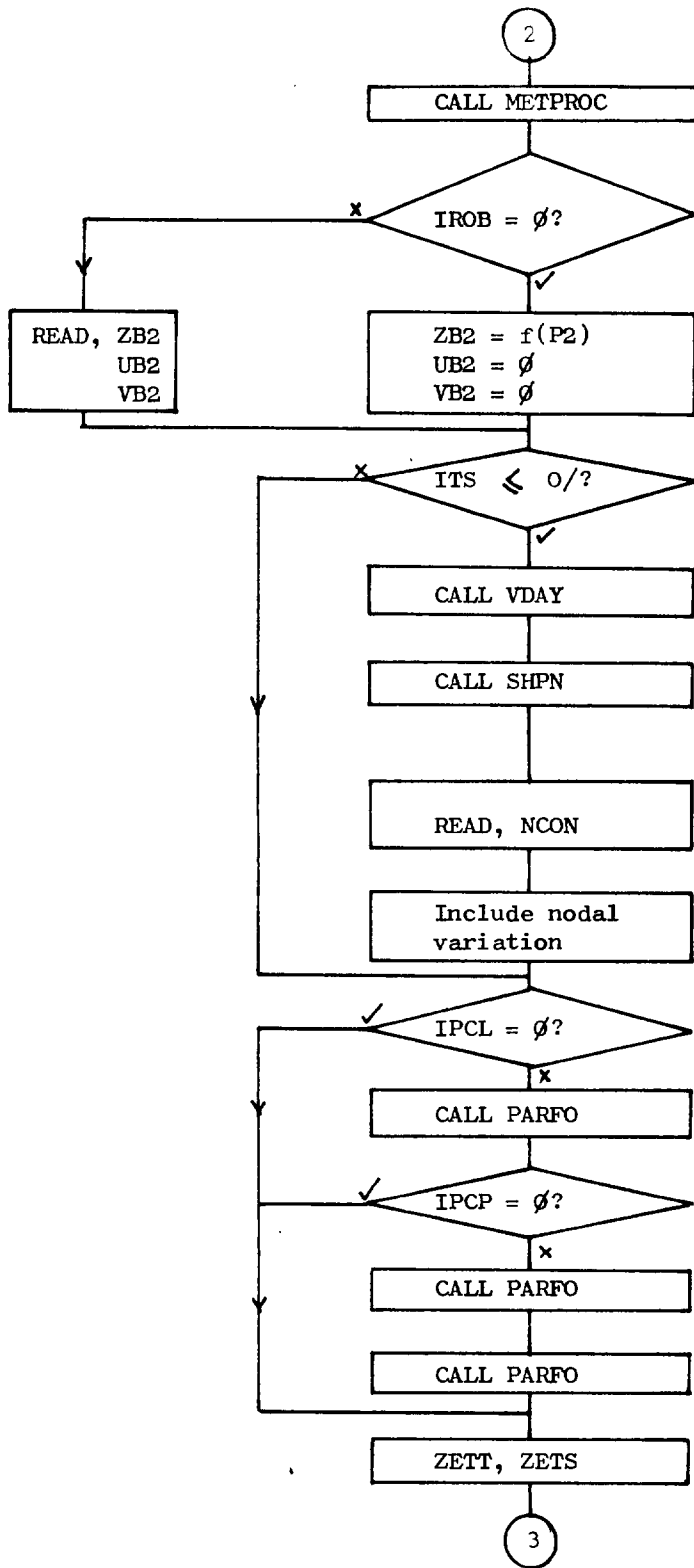 2
CALL METPROC
x
IROB = Ø?
✓
READ, ZB2
UB2
VB2
ZB2 = f(P2)
UB2 = Ø
VB2 = Ø
x
ITS ⩽ O/?
✓
CALL VDAY
CALL SHPN
READ, NCON
Include nodal
variation
✓
IPCL = Ø?
x
CALL PARFO
✓
IPCP = Ø?
x
CALL PARFO
CALL PARFO
ZETT, ZETS
3